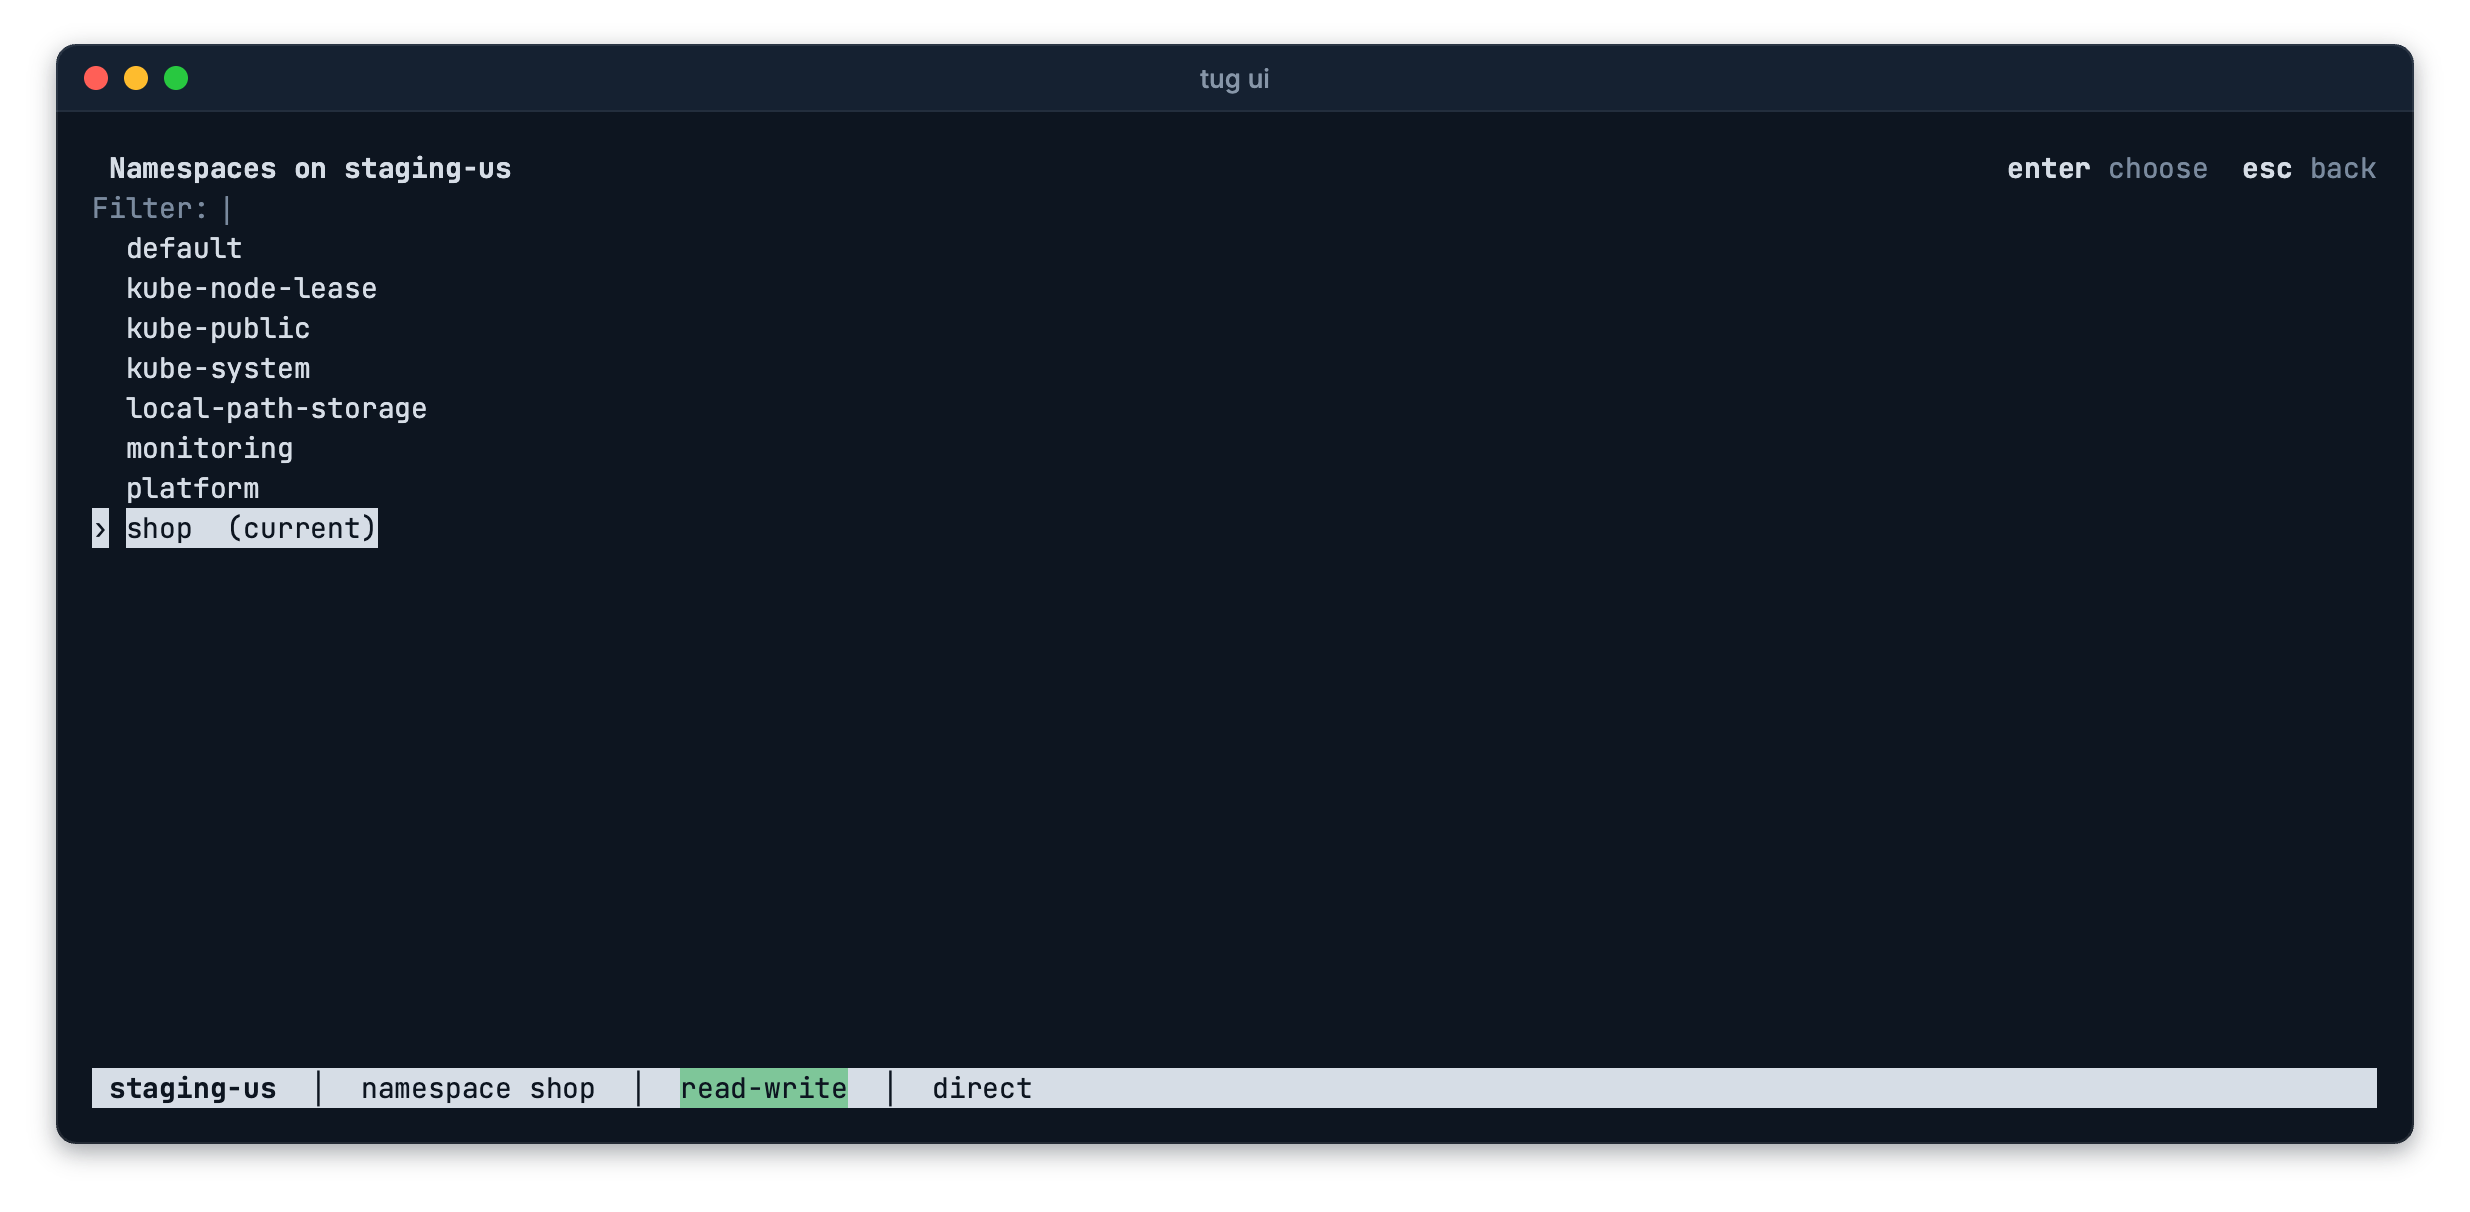 tug ui
Namespaces on staging-us enter choose esc back
Filter:
default
kube-node-lease
kube-public
kube-system
local-path-storage
monitoring
platform
› shop (current)
staging-us │ namespace shop │ read-write │ direct